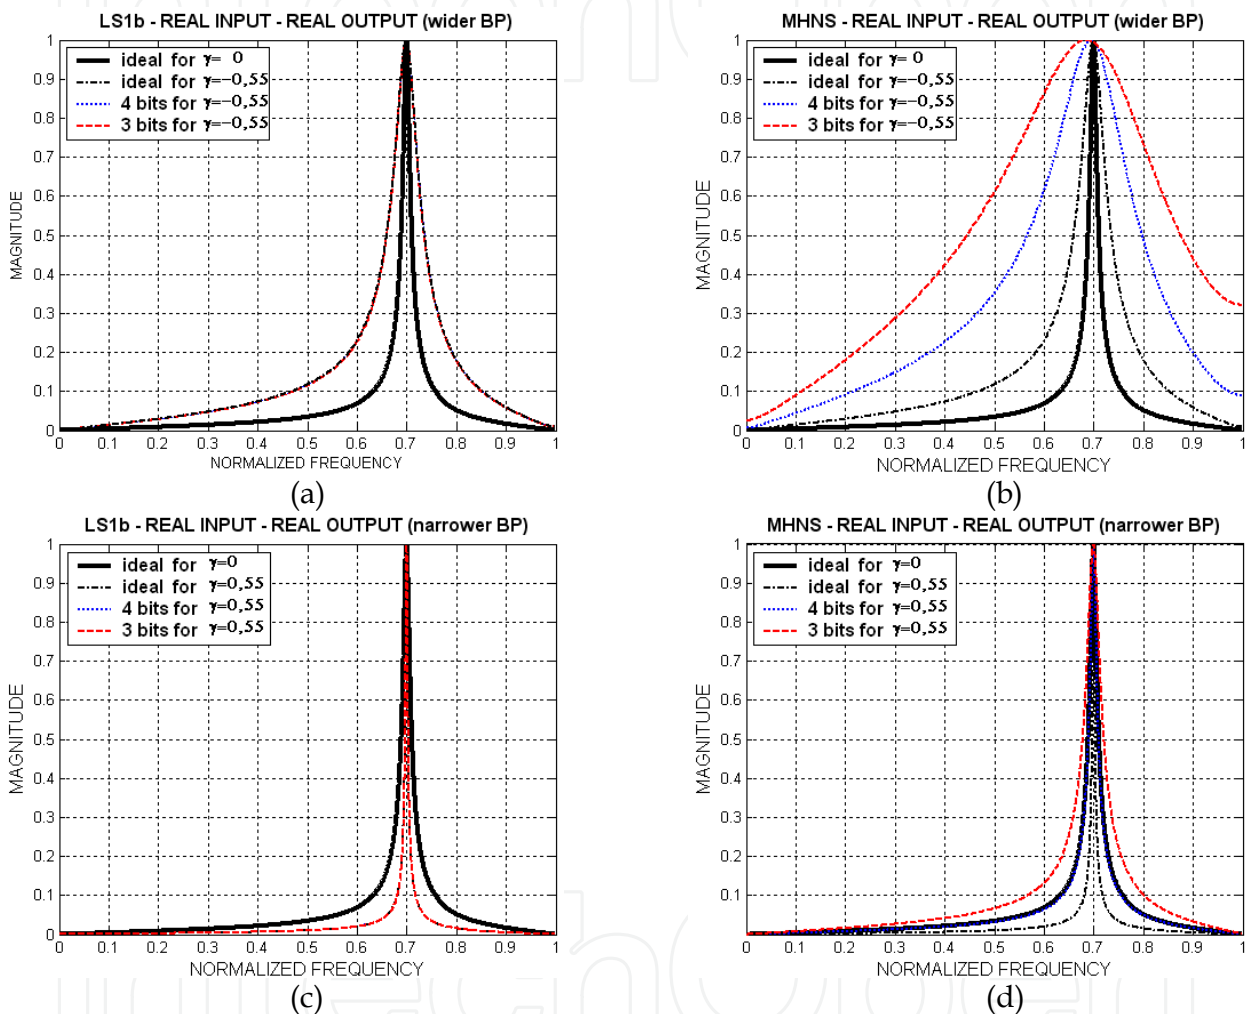 LS1b - REAL INPUT - REAL OUTPUT (wider BP)
ideal for γ= 0
ideal for γ=−0,55
4 bits for γ=−0,55
3 bits for γ=−0,55
MAGNITUDE
1
0.9
0.8
0.7
0.6
0.5
0.4
0.3
0.2
0.1
0
0 0.1 0.2 0.3 0.4 0.5 0.6 0.7 0.8 0.9 1
NORMALIZED FREQUENCY
(a)
MHNS - REAL INPUT - REAL OUTPUT (wider BP)
ideal for γ= 0
ideal for γ=−0,55
4 bits for γ=−0,55
3 bits for γ=−0,55
MAGNITUDE
1
0.9
0.8
0.7
0.6
0.5
0.4
0.3
0.2
0.1
0
0 0.1 0.2 0.3 0.4 0.5 0.6 0.7 0.8 0.9 1
NORMALIZED FREQUENCY
(b)
LS1b - REAL INPUT - REAL OUTPUT (narrower BP)
ideal for γ=0
ideal for γ=0,55
4 bits for γ=0,55
3 bits for γ=0,55
MAGNITUDE
1
0.9
0.8
0.7
0.6
0.5
0.4
0.3
0.2
0.1
0
0 0.1 0.2 0.3 0.4 0.5 0.6 0.7 0.8 0.9 1
NORMALIZED FREQUENCY
(c)
MHNS - REAL INPUT - REAL OUTPUT (narrower BP)
ideal for γ=0
ideal for γ=0,55
4 bits for γ=0,55
3 bits for γ=0,55
MAGNITUDE
1
0.9
0.8
0.7
0.6
0.5
0.4
0.3
0.2
0.1
0
0 0.1 0.2 0.3 0.4 0.5 0.6 0.7 0.8 0.9 1
NORMALIZED FREQUENCY
(d)